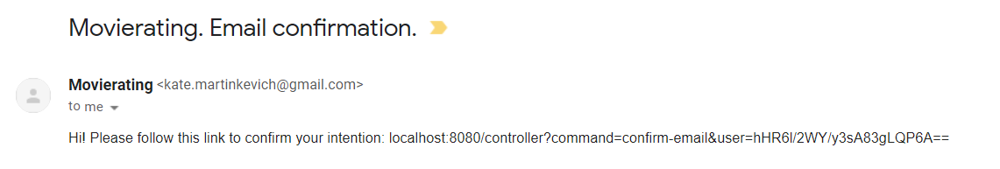 Movierating. Email confirmation.
Movierating <kate.martinkevich@gmail.com>
to me
Hi! Please follow this link to confirm your intention: localhost:8080/controller?command=confirm-email&user=hHR6l/2WY/y3sA83gLQP6A==